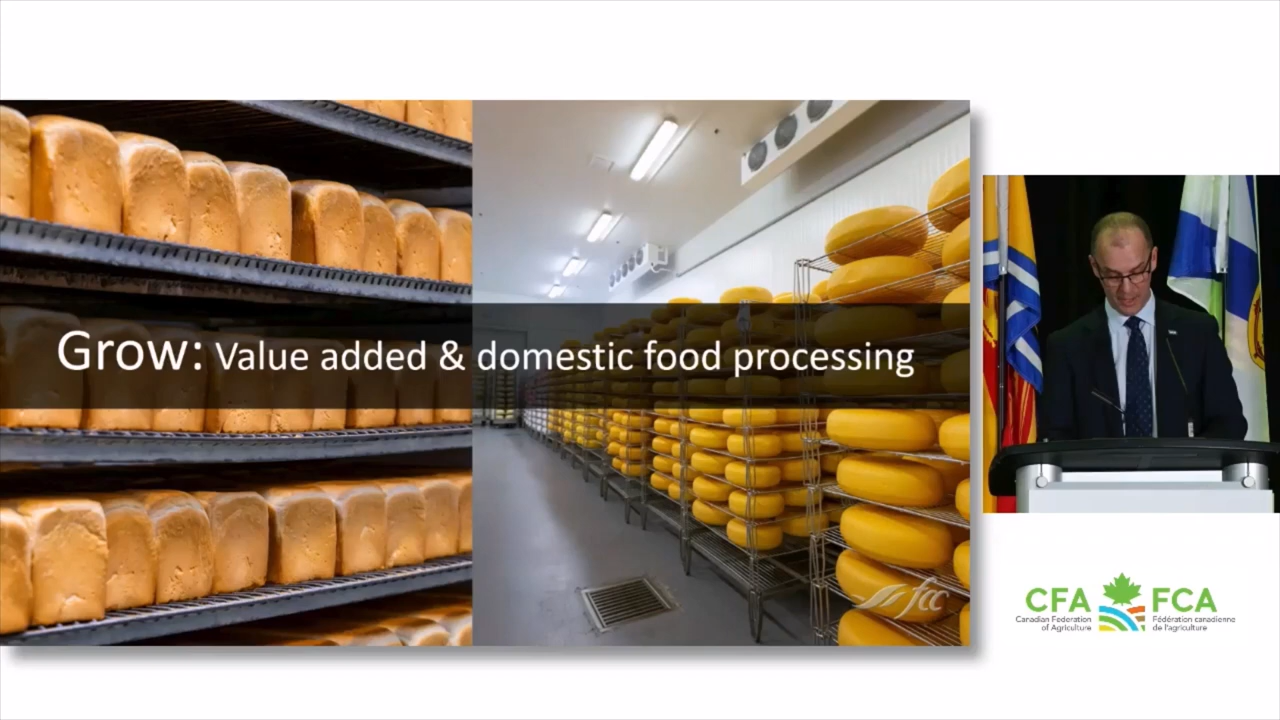 Grow: Value added & domestic food processing
fcc
CFA FCA
Canadian Federation
of Agriculture
Fédération canadienne
de l'agriculture